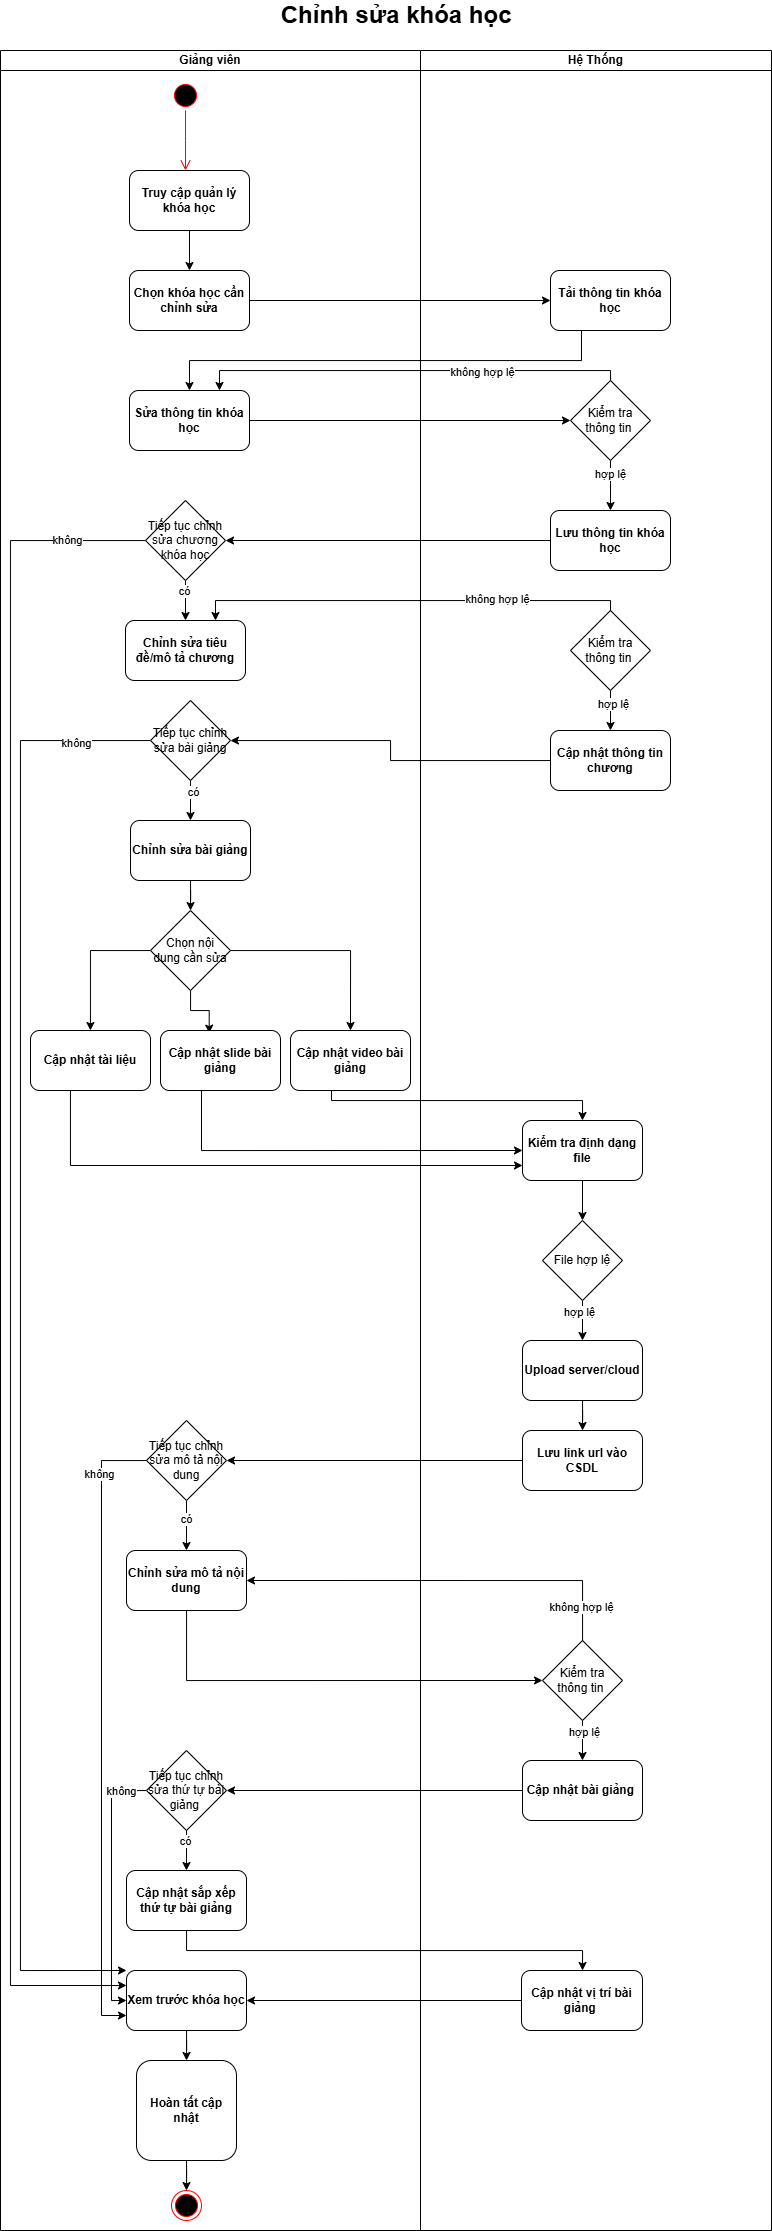 Chỉnh sửa khóa học
Giảng viên
Hệ Thống
Truy cập quản lý
khóa học
Chọn khóa học cần
chỉnh sửa
Tải thông tin khóa
học
không hợp lệ
Sửa thông tin khóa
học
Kiểm tra
thông tin
hợp lệ
Tiếp tục chỉnh
sửa chương
khóa học
không
Lưu thông tin khóa
học
có
không hợp lệ
Chỉnh sửa tiêu
đề/mô tả chương
Kiểm tra
thông tin
hợp lệ
Tiếp tục chỉnh
sửa bài giảng
không
Cập nhật thông tin
chương
có
Chỉnh sửa bài giảng
Chọn nội
dung cần sửa
Cập nhật tài liệu
Cập nhật slide bài
giảng
Cập nhật video bài
giảng
Kiểm tra định dạng
file
File hợp lệ
hợp lệ
Upload server/cloud
Tiếp tục chỉnh
sửa mô tả nội
dung
không
Lưu link url vào
CSDL
có
Chỉnh sửa mô tả nội
dung
không hợp lệ
Kiểm tra
thông tin
hợp lệ
Tiếp tục chỉnh
sửa thứ tự bài
giảng
không
Cập nhật bài giảng
có
Cập nhật sắp xếp
thứ tự bài giảng
Xem trước khóa học
Cập nhật vị trí bài
giảng
Hoàn tất cập
nhật